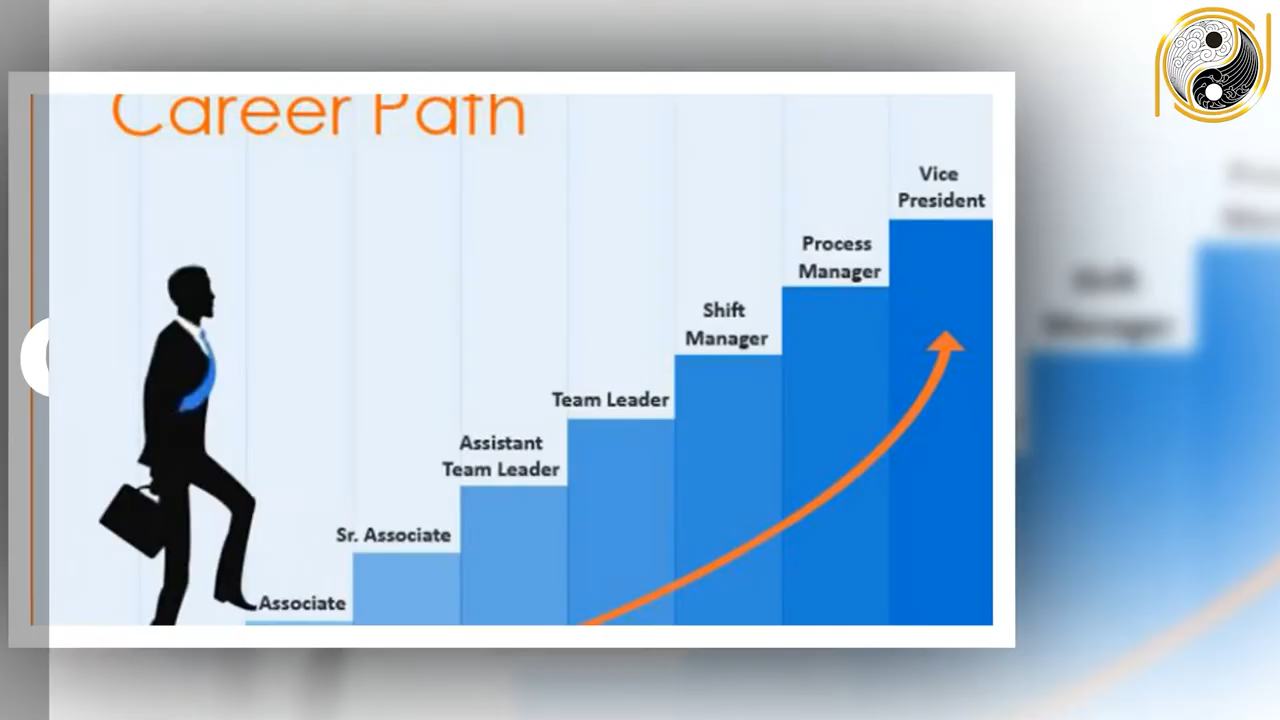 Career Path
Vice
President
Process
Manager
Shift
Manager
Team Leader
Assistant
Team Leader
Sr. Associate
Associate